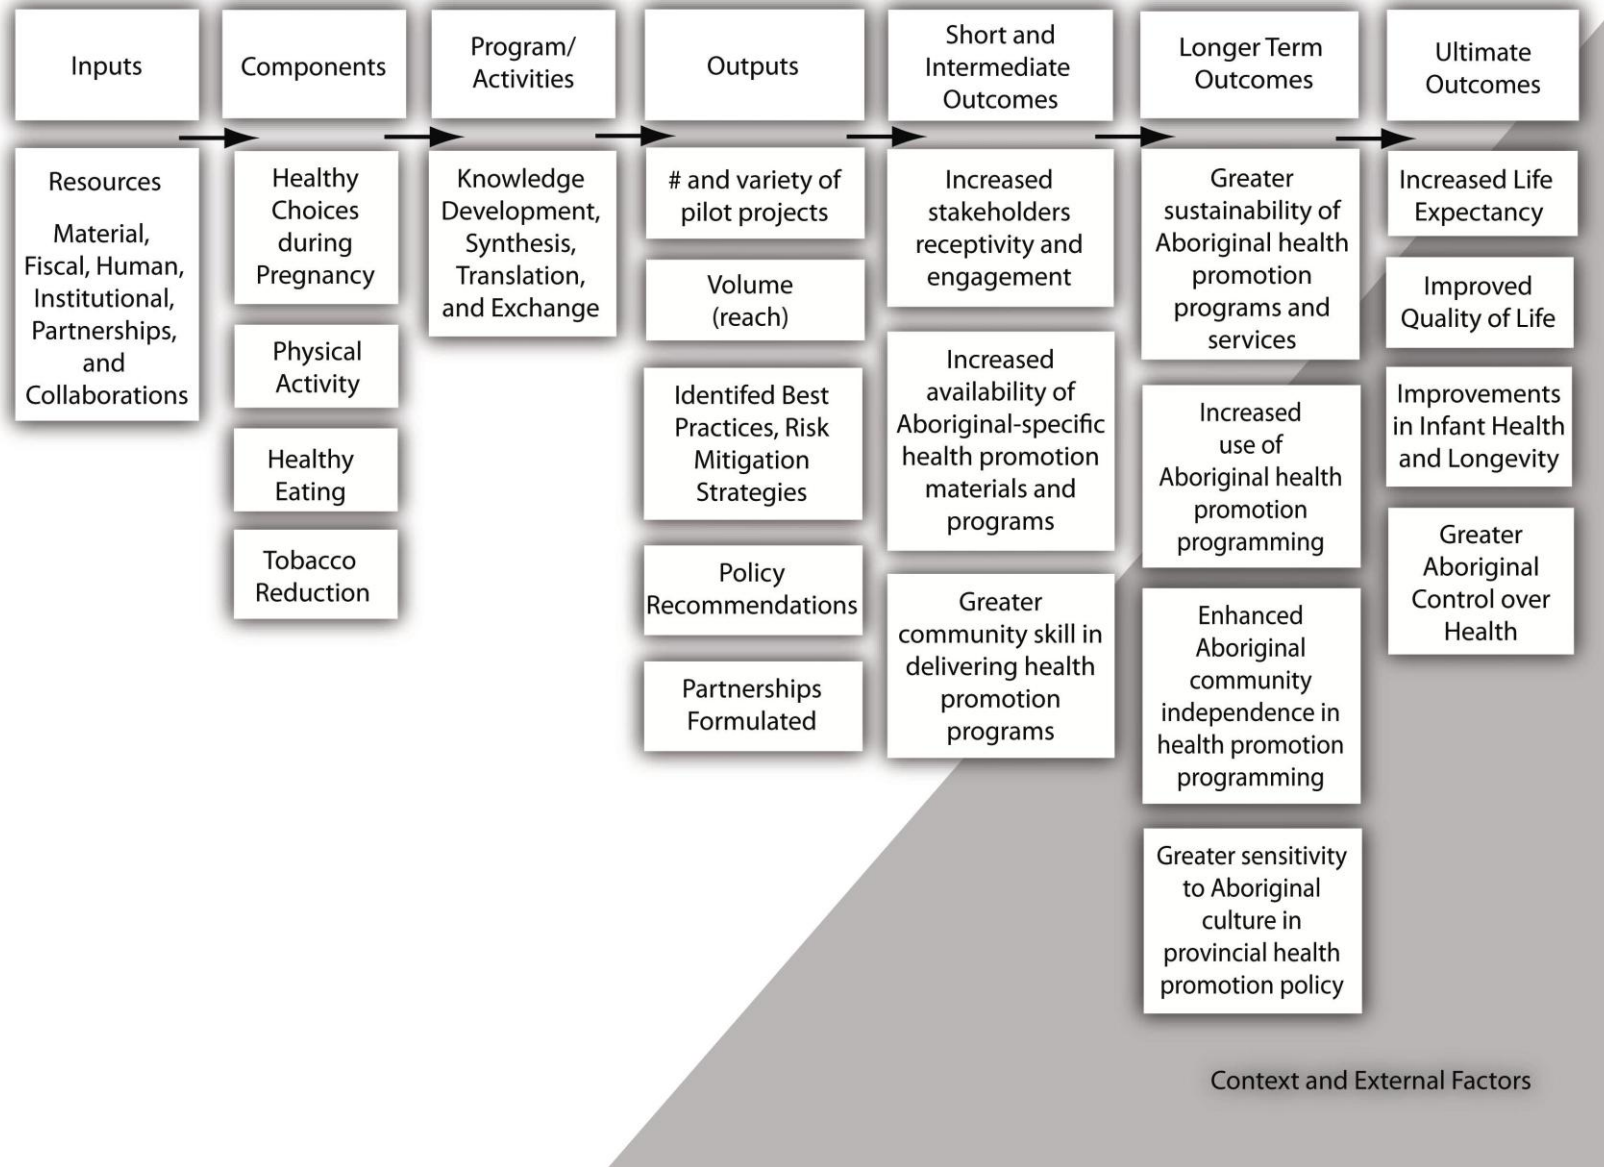 Inputs
Resources
Material,
Fiscal, Human,
Institutional,
Partnerships,
and
Collaborations
Components
Healthy
Choices
during
Pregnancy
Physical
Activity
Healthy
Eating
Tobacco
Reduction
Program/
Activities
Knowledge
Development,
Synthesis,
Translation,
and Exchange
Outputs
# and variety of
pilot projects
Volume
(reach)
Identifed Best
Practices, Risk
Mitigation
Strategies
Policy
Recommendations
Partnerships
Formulated
Short and
Intermediate
Outcomes
Increased
stakeholders
receptivity and
engagement
Increased
availability of
Aboriginal-specific
health promotion
materials and
programs
Greater
community skill in
delivering health
promotion
programs
Longer Term
Outcomes
Greater
sustainability of
Aboriginal health
promotion
programs and
services
Increased
use of
Aboriginal health
promotion
programming
Enhanced
Aboriginal
community
independence in
health promotion
programming
Greater sensitivity
to Aboriginal
culture in
provincial health
promotion policy
Ultimate
Outcomes
Increased Life
Expectancy
Improved
Quality of Life
Improvements
in Infant Health
and Longevity
Greater
Aboriginal
Control over
Health
Context and External Factors